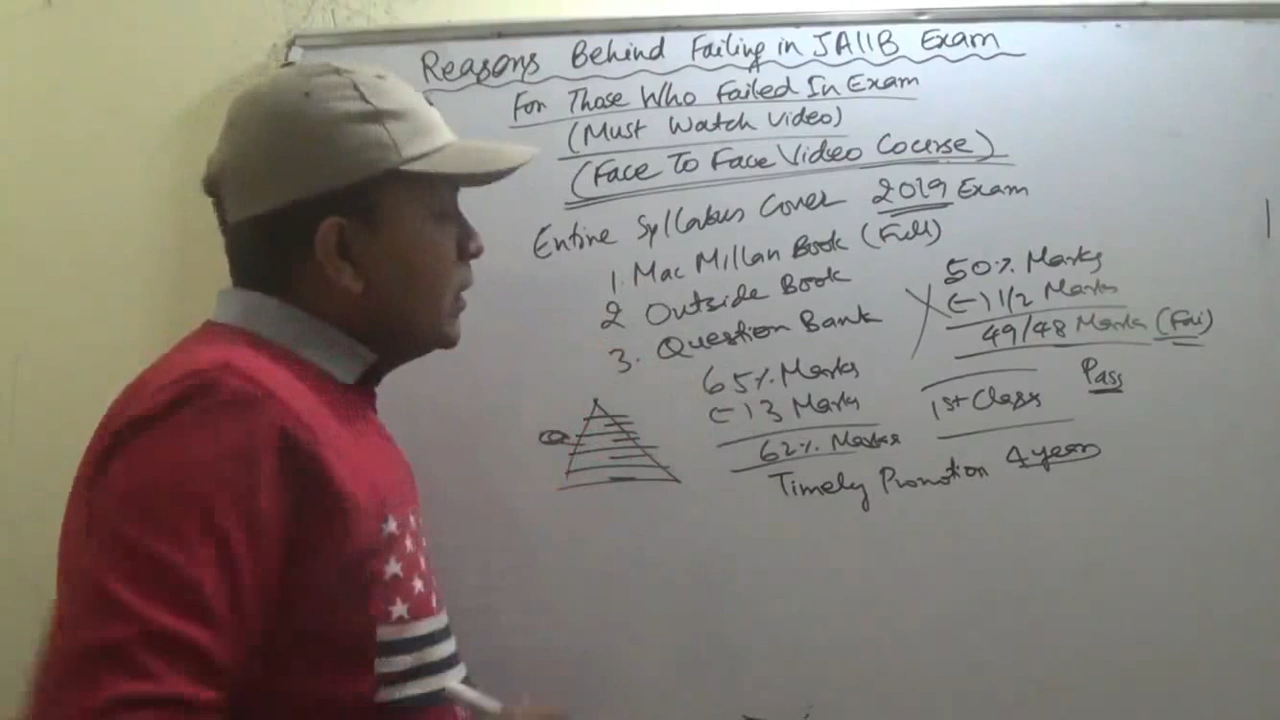 Reasons Behind Failing in JAIIB Exam
For Those Who Failed In Exam
(Must Watch Video)
(Face To Face Video Course)
Entire Syllabus Cover 2019 Exam
1. Mac Millan Book (Full)
2 Outside Book
3. Question Bank
50% Marks
(-) 1/2 Marks
49/48 Marks (Fail)
65% Marks
(-) 3 Mark
62% Marks
1st Class
Pass
Timely Promotion 4 year